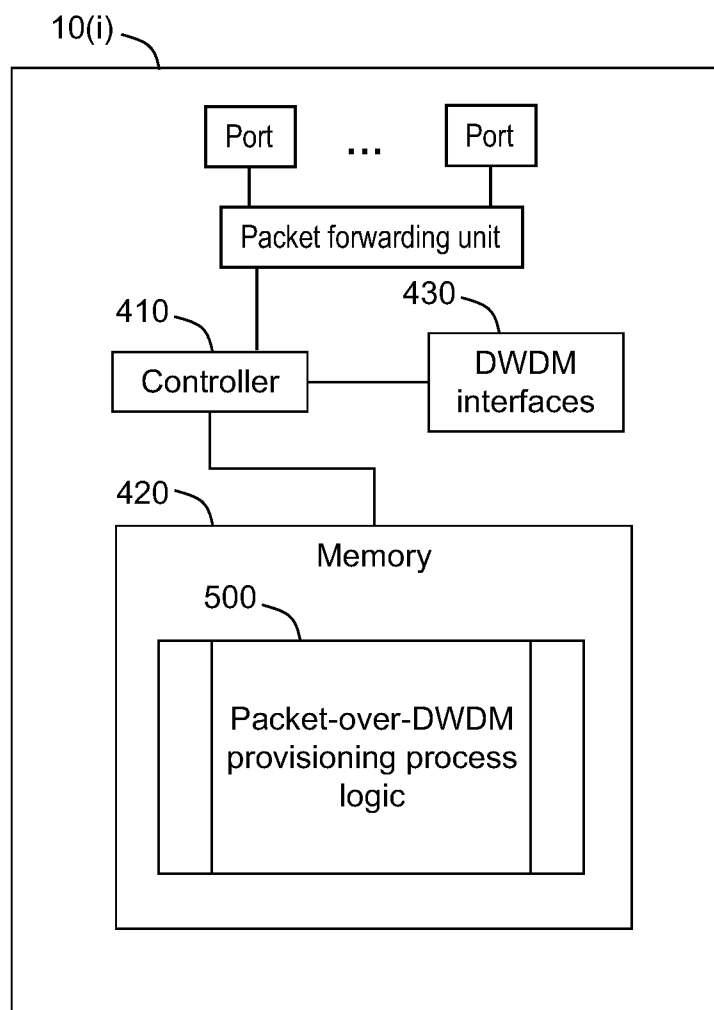 10(i)
Port ... Port
Packet forwarding unit
410
430
Controller
DWDM
interfaces
420
Memory
500
Packet-over-DWDM
provisioning process
logic